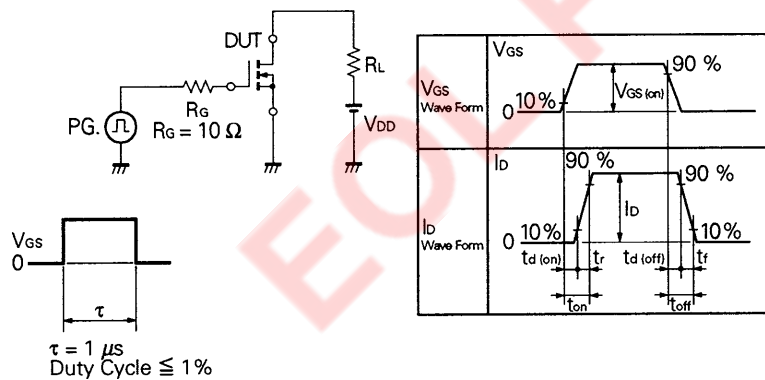 DUT
RL
RG
RG = 10 Ω
PG.
VDD
VGS
0
τ
τ = 1 μs
Duty Cycle ≦ 1%
VGS
Wave Form
VGS
90 %
10%
VGS (on)
0
ID
Wave Form
ID
90 %
90 %
ID
0
10%
10%
td (on)
tr
td (off)
tf
ton
toff
EOL P